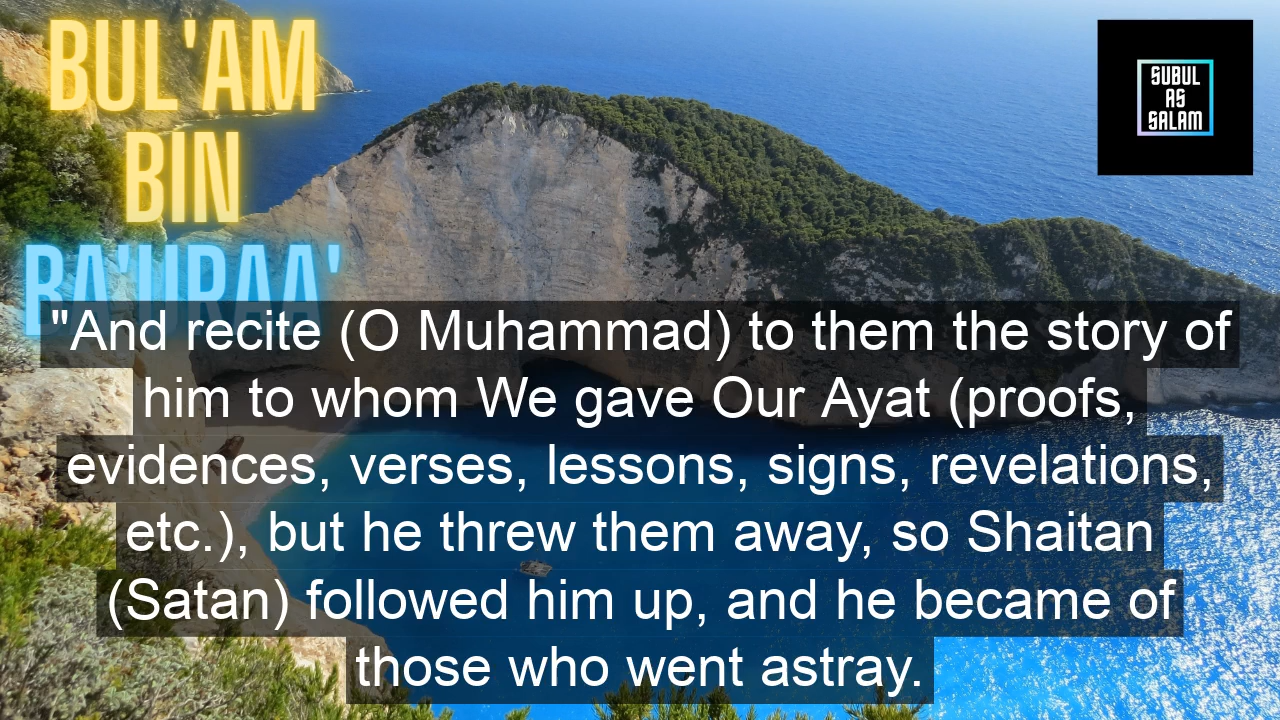 BUL'AM
BIN
BA'URAA'
SUBUL
AS
SALAM
"And recite (O Muhammad) to them the story of
him to whom We gave Our Ayat (proofs,
evidences, verses, lessons, signs, revelations,
etc.), but he threw them away, so Shaitan
(Satan) followed him up, and he became of
those who went astray.